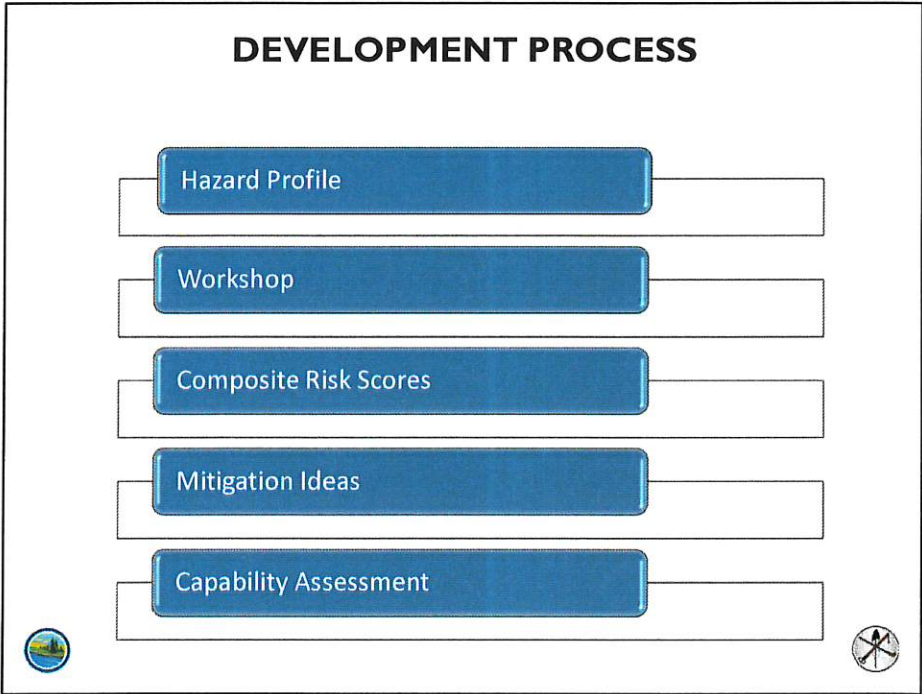 DEVELOPMENT PROCESS
Hazard Profile
Workshop
Composite Risk Scores
Mitigation Ideas
Capability Assessment